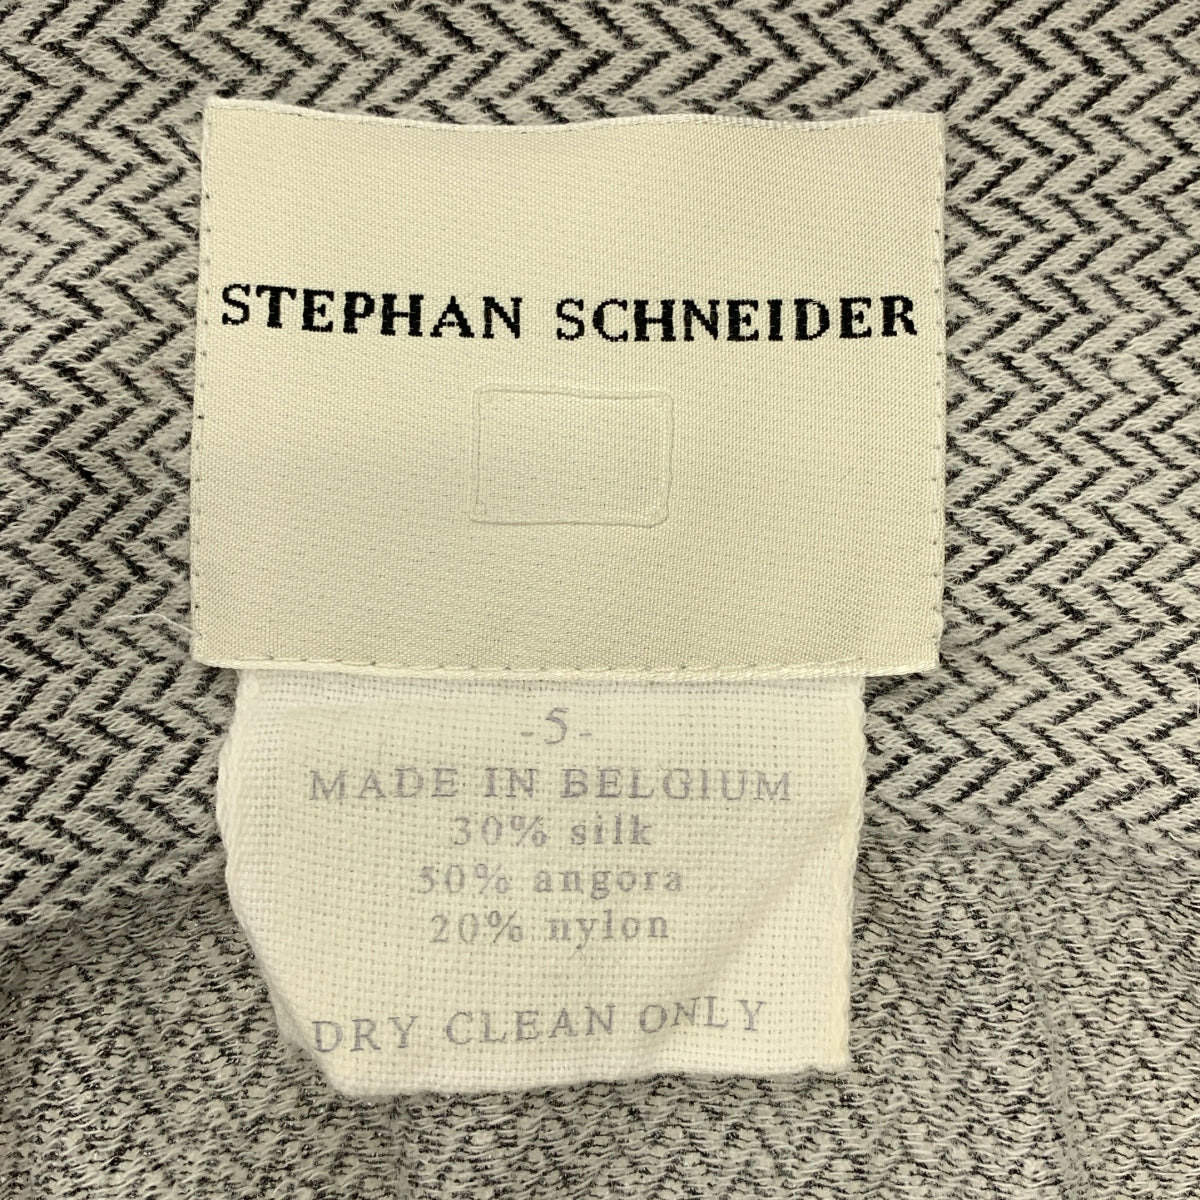 STEPHAN SCHNEIDER
-5-
MADE IN BELGIUM
30% silk
50% angora
20% nylon
DRY CLEAN ONLY